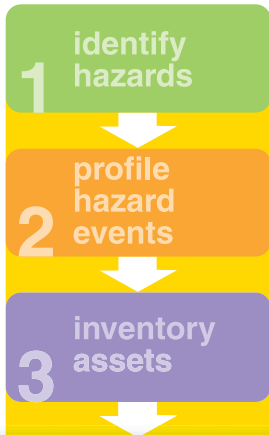 1
identify
hazards
2
profile
hazard
events
3
inventory
assets